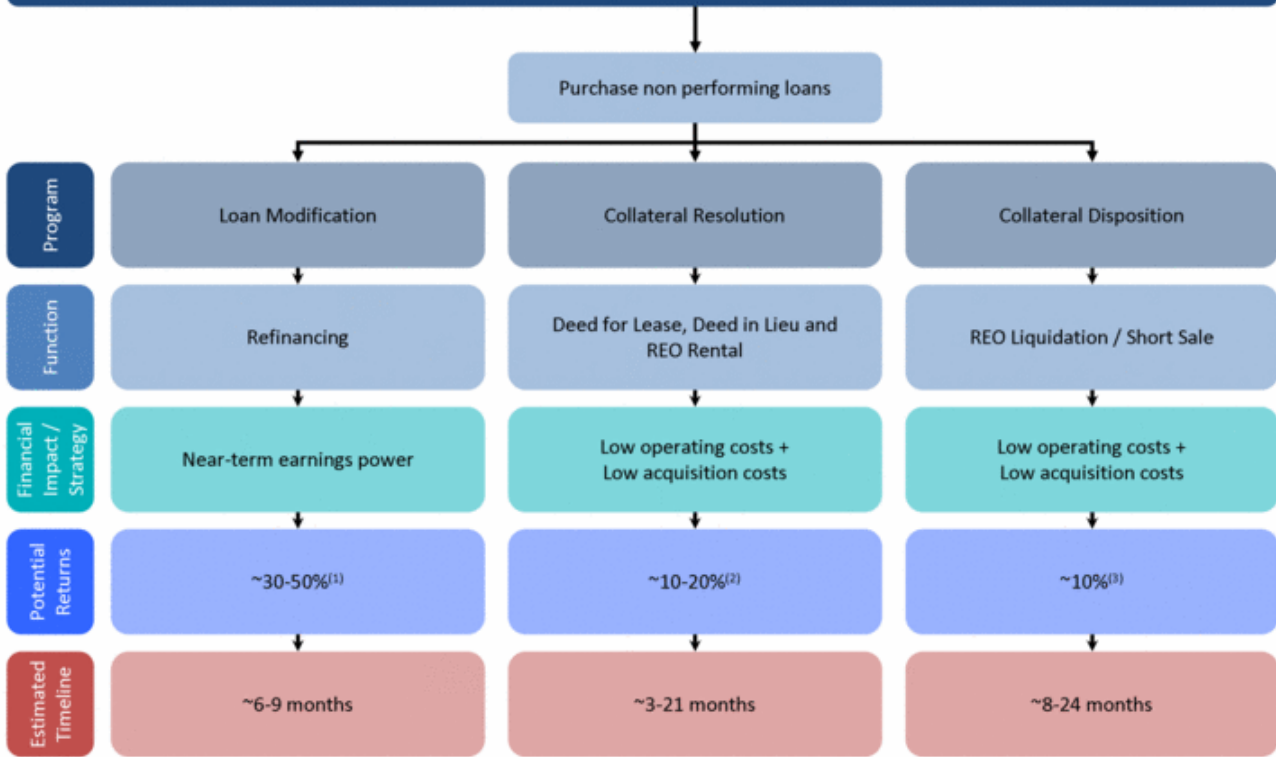 Purchase non performing loans
Program
Loan Modification
Collateral Resolution
Collateral Disposition
Function
Refinancing
Deed for Lease, Deed in Lieu and
REO Rental
REO Liquidation / Short Sale
Financial
Impact /
Strategy
Near-term earnings power
Low operating costs +
Low acquisition costs
Low operating costs +
Low acquisition costs
Potential
Returns
~30-50%(1)
~10-20%(2)
~10%(3)
Estimated
Timeline
~6-9 months
~3-21 months
~8-24 months